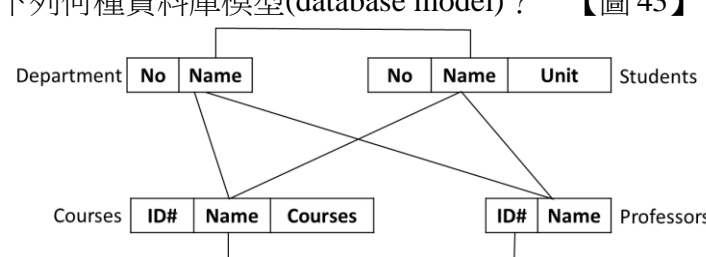 下列何種資料庫模型(database model)？ 【圖 43】
Department No Name No Name Unit Students
Courses ID# Name Courses ID# Name Professors